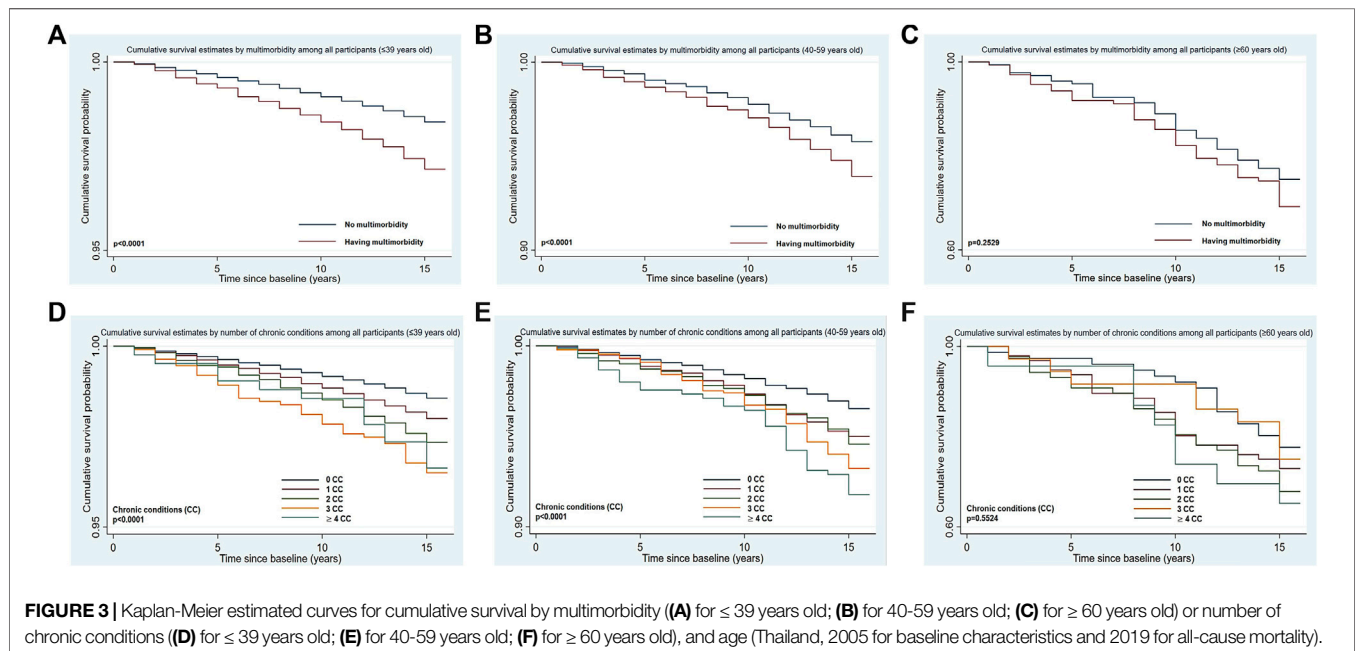 A
Cumulative survival estimates by multimorbidity among all participants (≤39 years old)
Cumulative survival probability
1.00
0.95
No multimorbidity
Having multimorbidity
p<0.0001
0 5 10 15
Time since baseline (years)
B
Cumulative survival estimates by multimorbidity among all participants (40-59 years old)
Cumulative survival probability
1.00
0.90
No multimorbidity
Having multimorbidity
p<0.0001
0 5 10 15
Time since baseline (years)
C
Cumulative survival estimates by multimorbidity among all participants (≥60 years old)
Cumulative survival probability
1.00
0.60
No multimorbidity
Having multimorbidity
p=0.2529
0 5 10 15
Time since baseline (years)
D
Cumulative survival estimates by number of chronic conditions among all participants (≤39 years old)
Cumulative survival probability
1.00
0.95
0 CC
1 CC
2 CC
3 CC
≥ 4 CC
Chronic conditions (CC)
p<0.0001
0 5 10 15
Time since baseline (years)
E
Cumulative survival estimates by number of chronic conditions among all participants (40-59 years old)
Cumulative survival probability
1.00
0.90
0 CC
1 CC
2 CC
3 CC
≥ 4 CC
Chronic conditions (CC)
p<0.0001
0 5 10 15
Time since baseline (years)
F
Cumulative survival estimates by number of chronic conditions among all participants (≥60 years old)
Cumulative survival probability
1.00
0.60
0 CC
1 CC
2 CC
3 CC
≥ 4 CC
Chronic conditions (CC)
p=0.5524
0 5 10 15
Time since baseline (years)
FIGURE 3 | Kaplan-Meier estimated curves for cumulative survival by multimorbidity ((A) for ≤ 39 years old; (B) for 40-59 years old; (C) for ≥ 60 years old) or number of
chronic conditions ((D) for ≤ 39 years old; (E) for 40-59 years old; (F) for ≥ 60 years old), and age (Thailand, 2005 for baseline characteristics and 2019 for all-cause mortality).